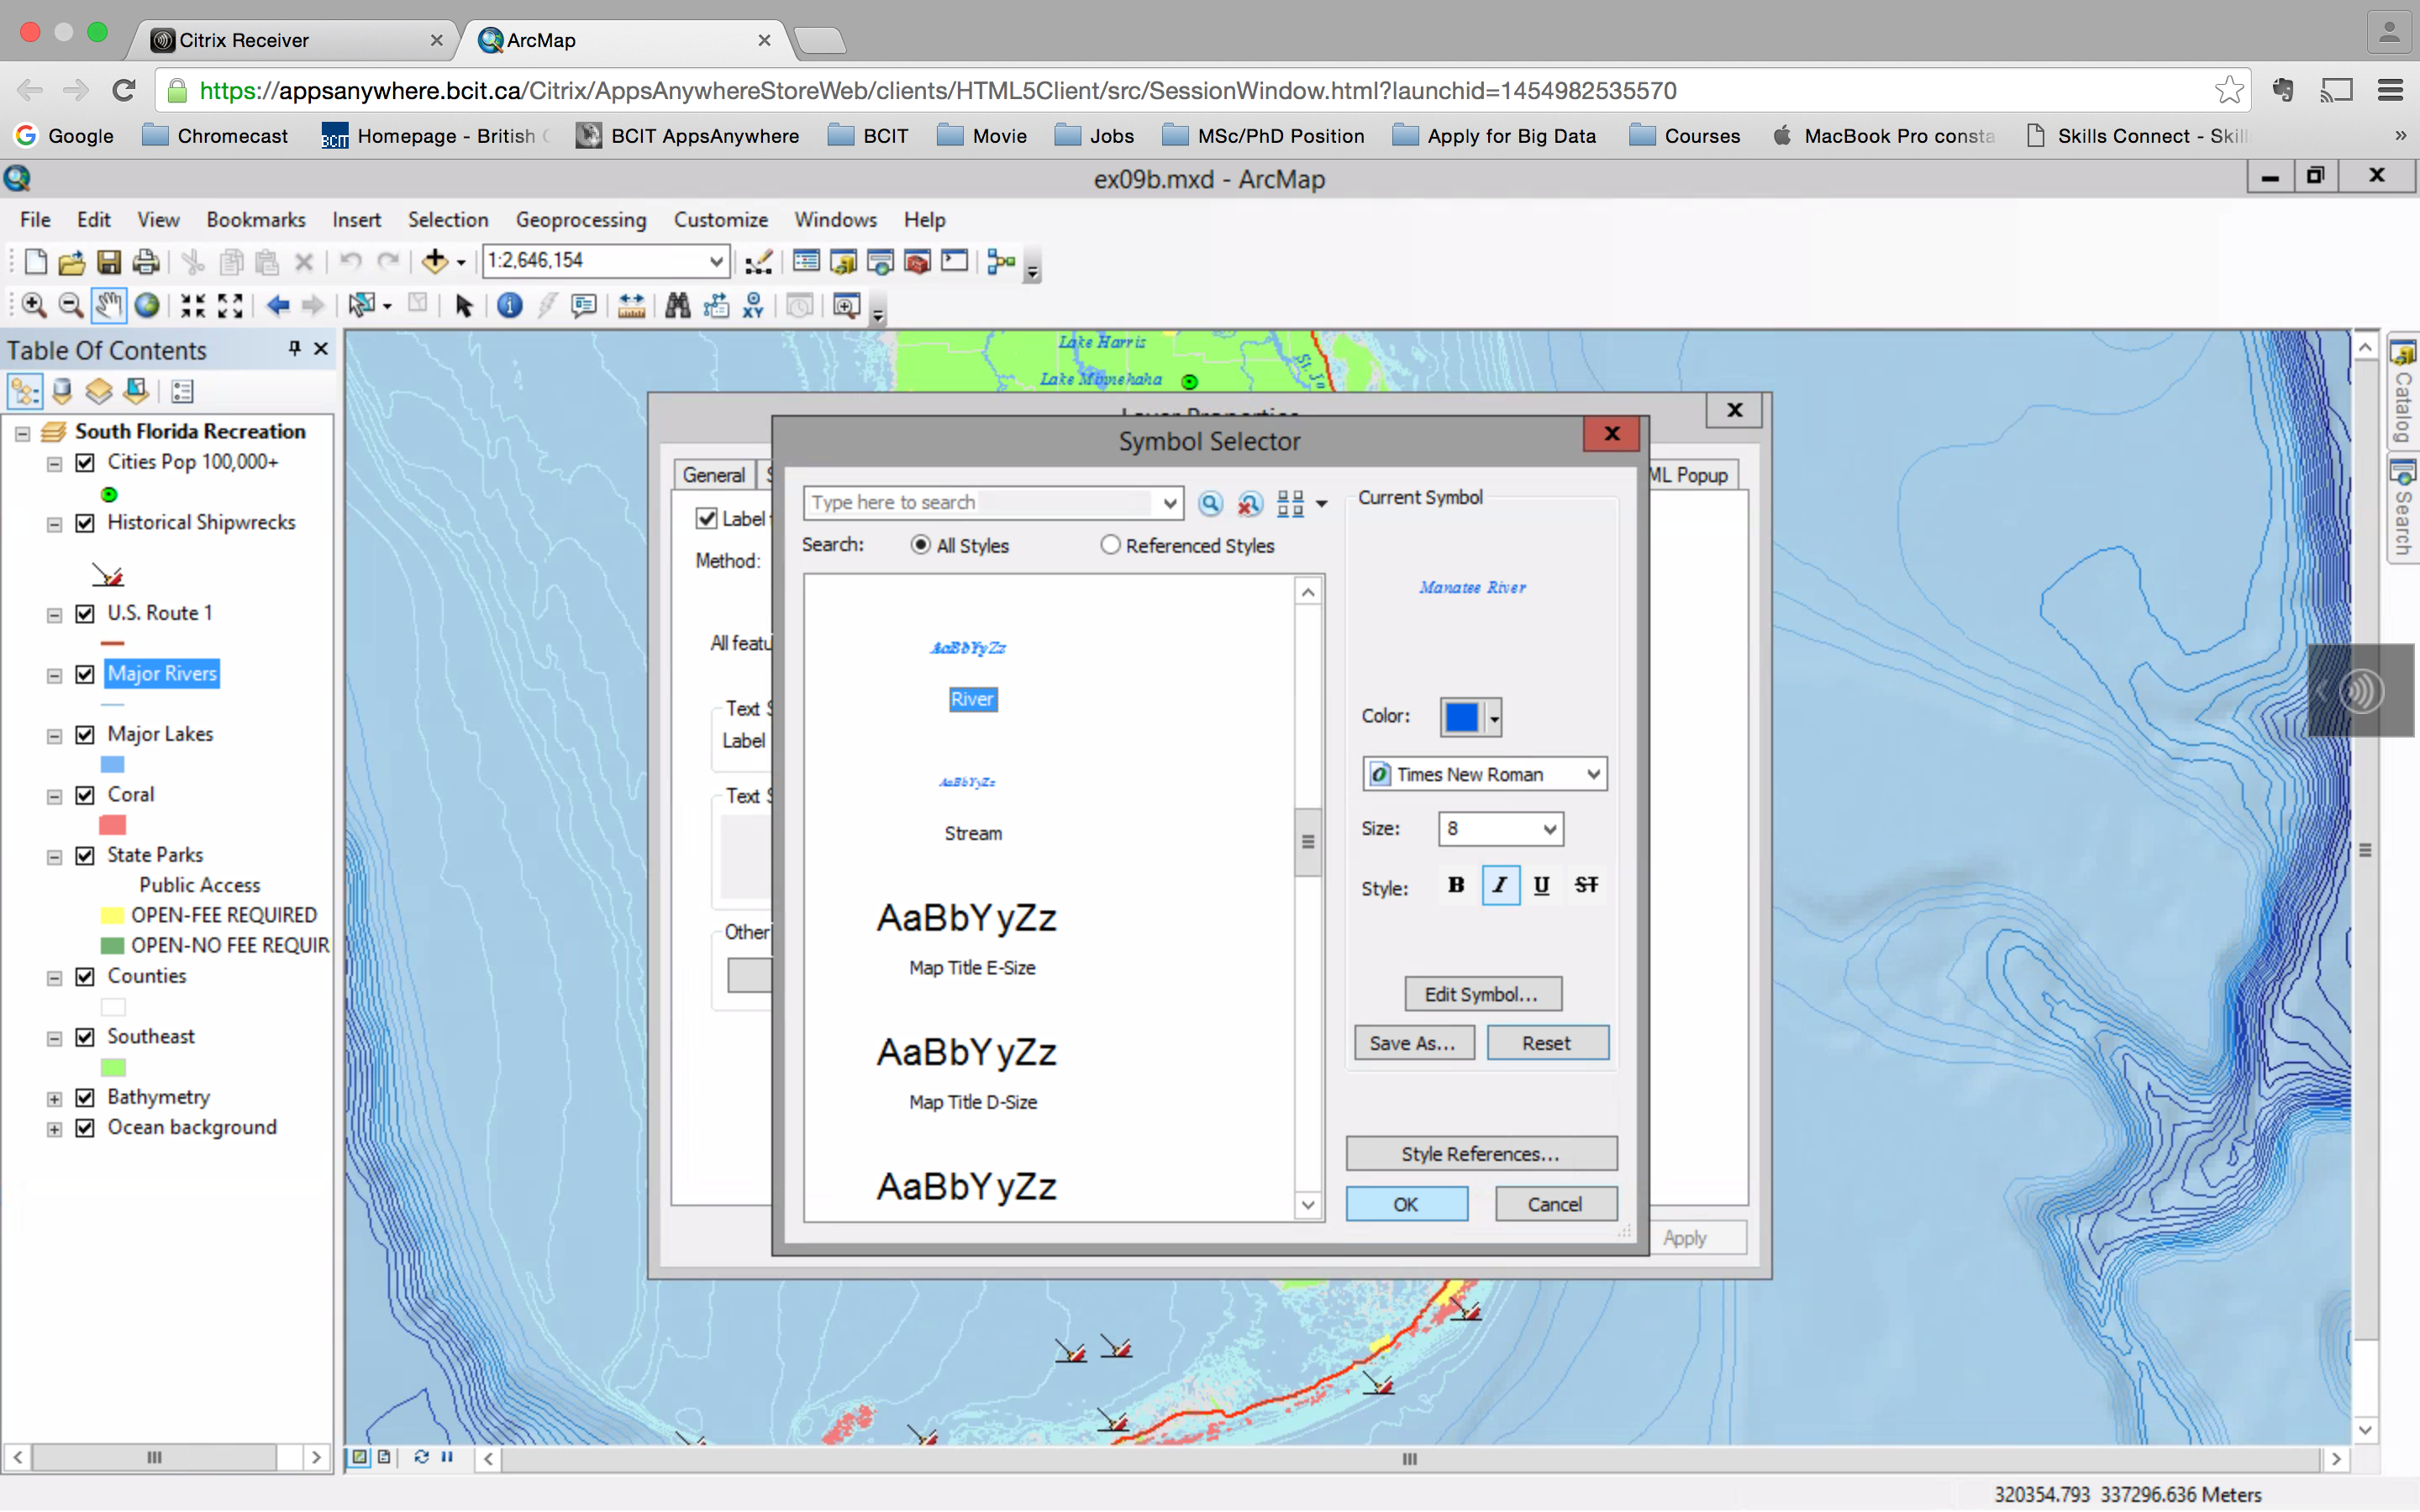 Citrix Receiver
ArcMap
https://appsanywhere.bcit.ca/Citrix/AppsAnywhereStoreWeb/clients/HTML5Client/src/SessionWindow.html?launchid=1454982535570
Google Chromecast BCIT Homepage - British BCIT AppsAnywhere BCIT Movie Jobs MSc/PhD Position Apply for Big Data Courses MacBook Pro consta Skills Connect - Skil »
ex09b.mxd - ArcMap
File Edit View Bookmarks Insert Selection Geoprocessing Customize Windows Help
1:2,646,154
XY
Table Of Contents
South Florida Recreation
Cities Pop 100,000+
Historical Shipwrecks
U.S. Route 1
Major Rivers
Major Lakes
Coral
State Parks
Public Access
OPEN-FEE REQUIRED
OPEN-NO FEE REQUIR
Counties
Southeast
Bathymetry
Ocean background
Lake Harris
Lake Minnehaha
St. Jo
Catalog
Search
Layer Properties
General
ML Popup
Label
Method:
All featu
Text S
Label
Text S
Other
Apply
Symbol Selector
Type here to search
Search: All Styles Referenced Styles
AaBbYyZz
River
AaBbYyZz
Stream
AaBbYyZz
Map Title E-Size
AaBbYyZz
Map Title D-Size
AaBbYyZz
Current Symbol
Manatee River
Color:
Times New Roman
Size: 8
Style: B I U ST
Edit Symbol...
Save As... Reset
Style References...
OK Cancel
320354.793 337296.636 Meters